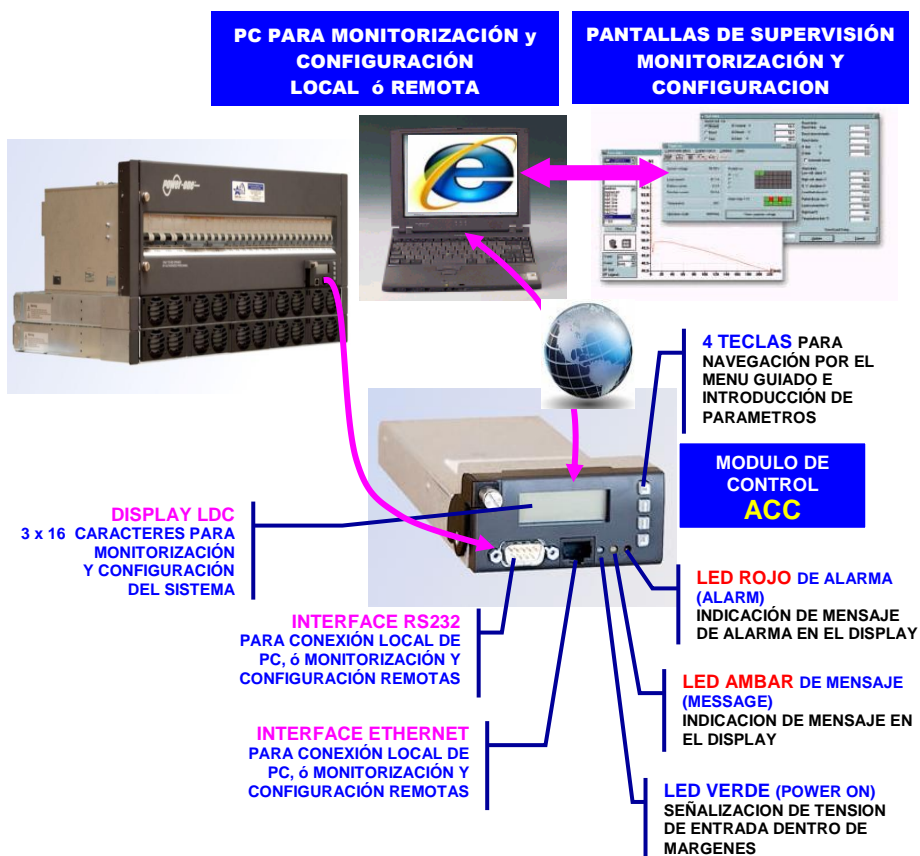 PC PARA MONITORIZACIÓN y
CONFIGURACIÓN
LOCAL ó REMOTA
PANTALLAS DE SUPERVISIÓN
MONITORIZACIÓN Y
CONFIGURACION
4 TECLAS PARA
NAVEGACIÓN POR EL
MENU GUIADO E
INTRODUCCIÓN DE
PARAMETROS
MODULO DE
CONTROL
ACC
DISPLAY LDC
3 x 16 CARACTERES PARA
MONITORIZACIÓN
Y CONFIGURACIÓN
DEL SISTEMA
LED ROJO DE ALARMA
(ALARM)
INDICACIÓN DE MENSAJE
DE ALARMA EN EL DISPLAY
INTERFACE RS232
PARA CONEXIÓN LOCAL DE
PC, ó MONITORIZACIÓN Y
CONFIGURACIÓN REMOTAS
LED AMBAR DE MENSAJE
(MESSAGE)
INDICACION DE MENSAJE EN
EL DISPLAY
INTERFACE ETHERNET
PARA CONEXIÓN LOCAL DE
PC, ó MONITORIZACIÓN Y
CONFIGURACIÓN REMOTAS
LED VERDE (POWER ON)
SEÑALIZACION DE TENSION
DE ENTRADA DENTRO DE
MARGENES